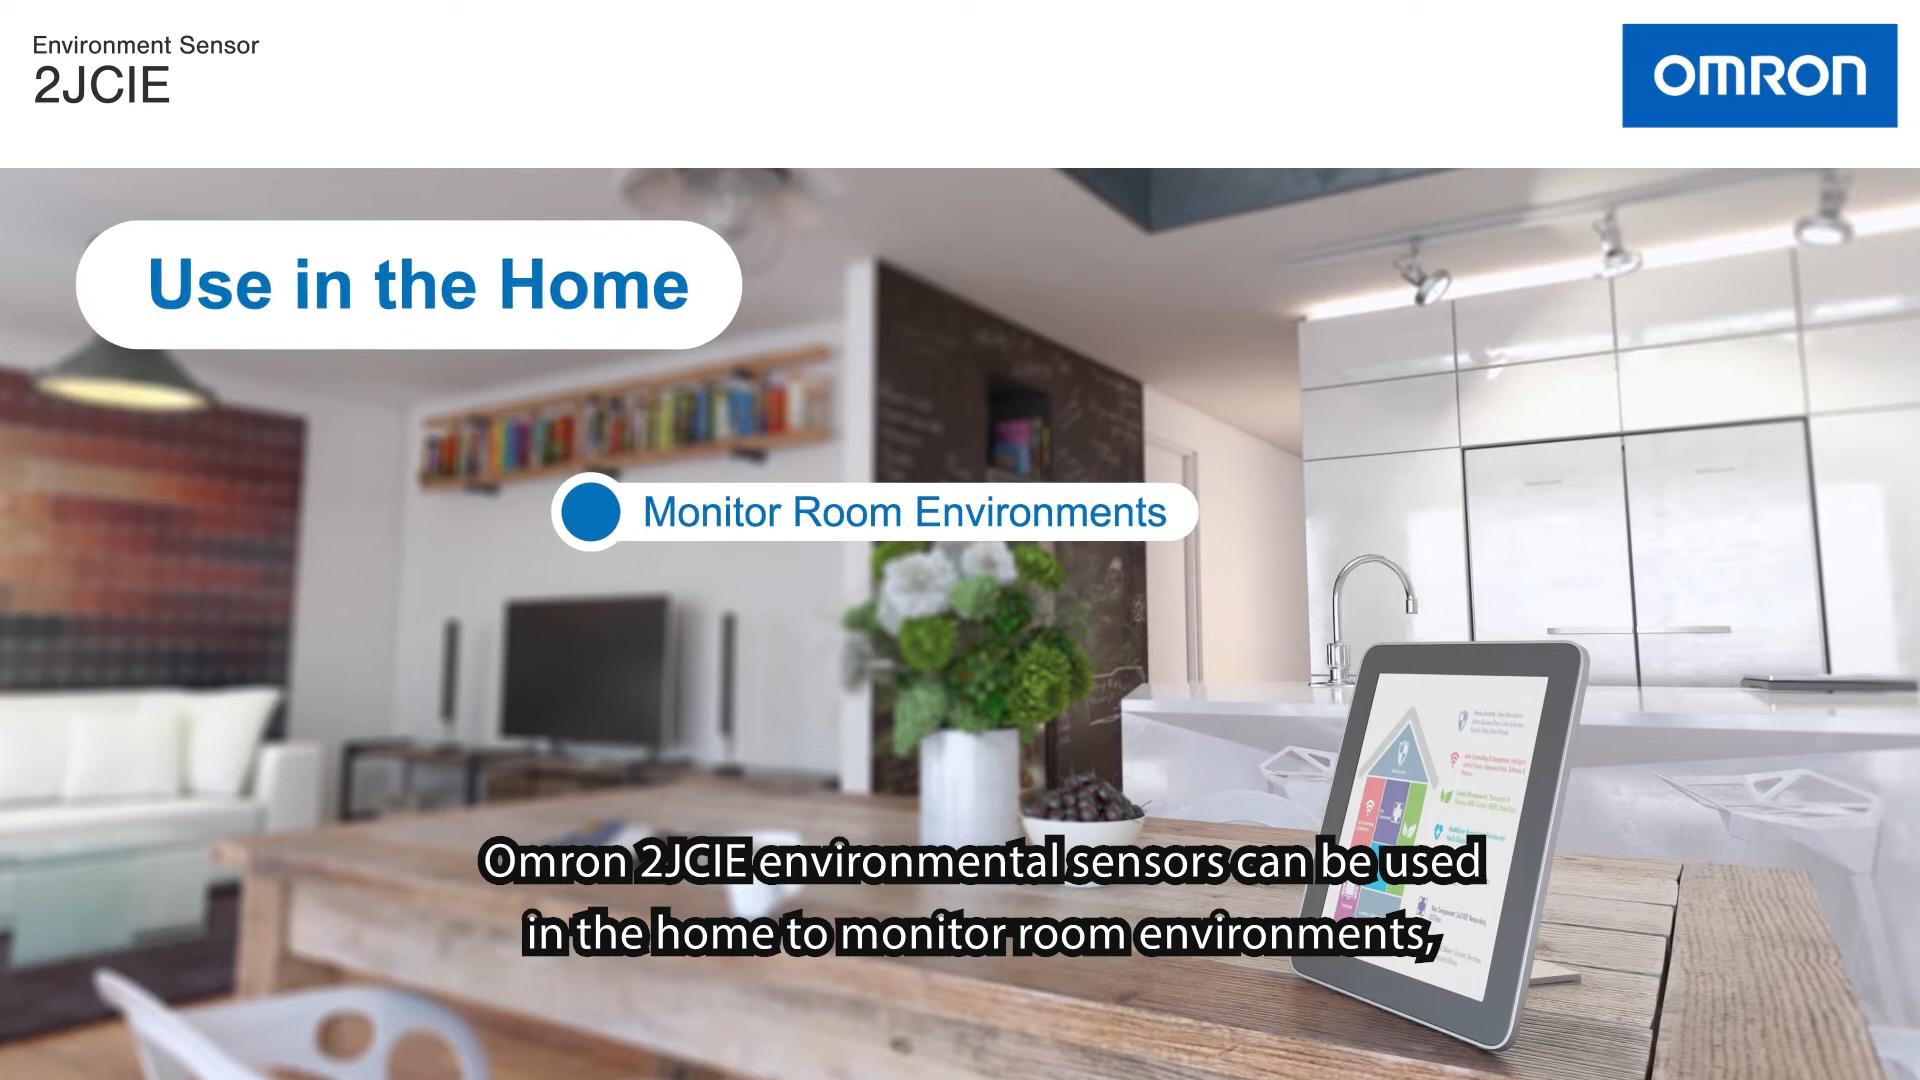 Environment Sensor
2JCIE
OMRON
Use in the Home
Monitor Room Environments
Omron 2JCIE environmental sensors can be used
in the home to monitor room environments,